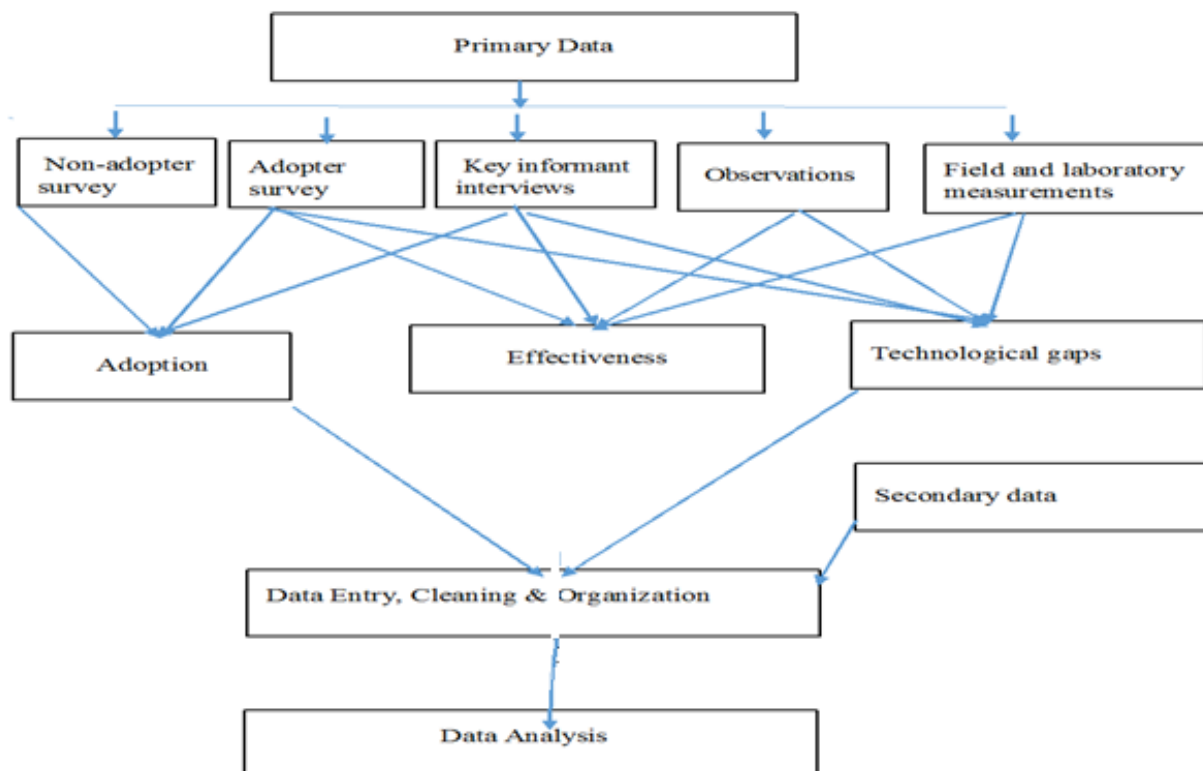 Primary Data
Non-adopter
survey
Adopter
survey
Key informant
interviews
Observations
Field and laboratory
measurements
Adoption
Effectiveness
Technological gaps
Secondary data
Data Entry, Cleaning & Organization
Data Analysis